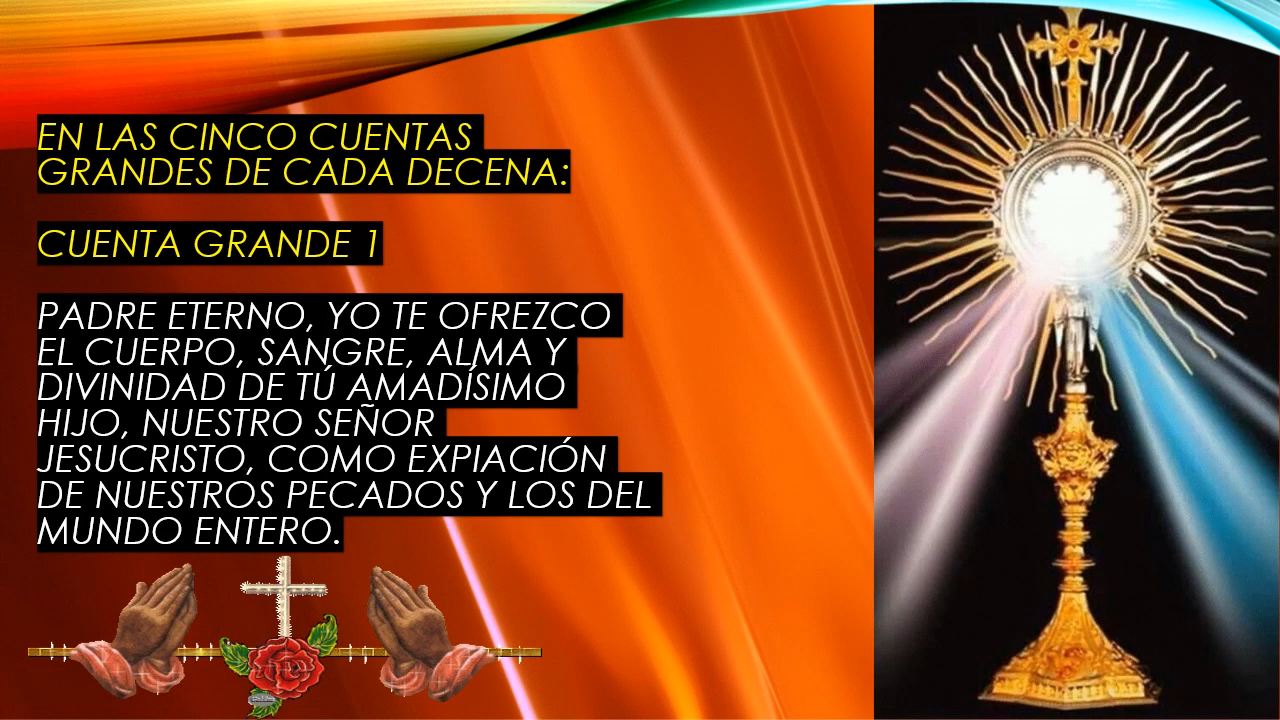 EN LAS CINCO CUENTAS
GRANDES DE CADA DECENA:
CUENTA GRANDE 1
PADRE ETERNO, YO TE OFREZCO
EL CUERPO, SANGRE, ALMA Y
DIVINIDAD DE TÚ AMADÍSIMO
HIJO, NUESTRO SEÑOR
JESUCRISTO, COMO EXPIACIÓN
DE NUESTROS PECADOS Y LOS DEL
MUNDO ENTERO.